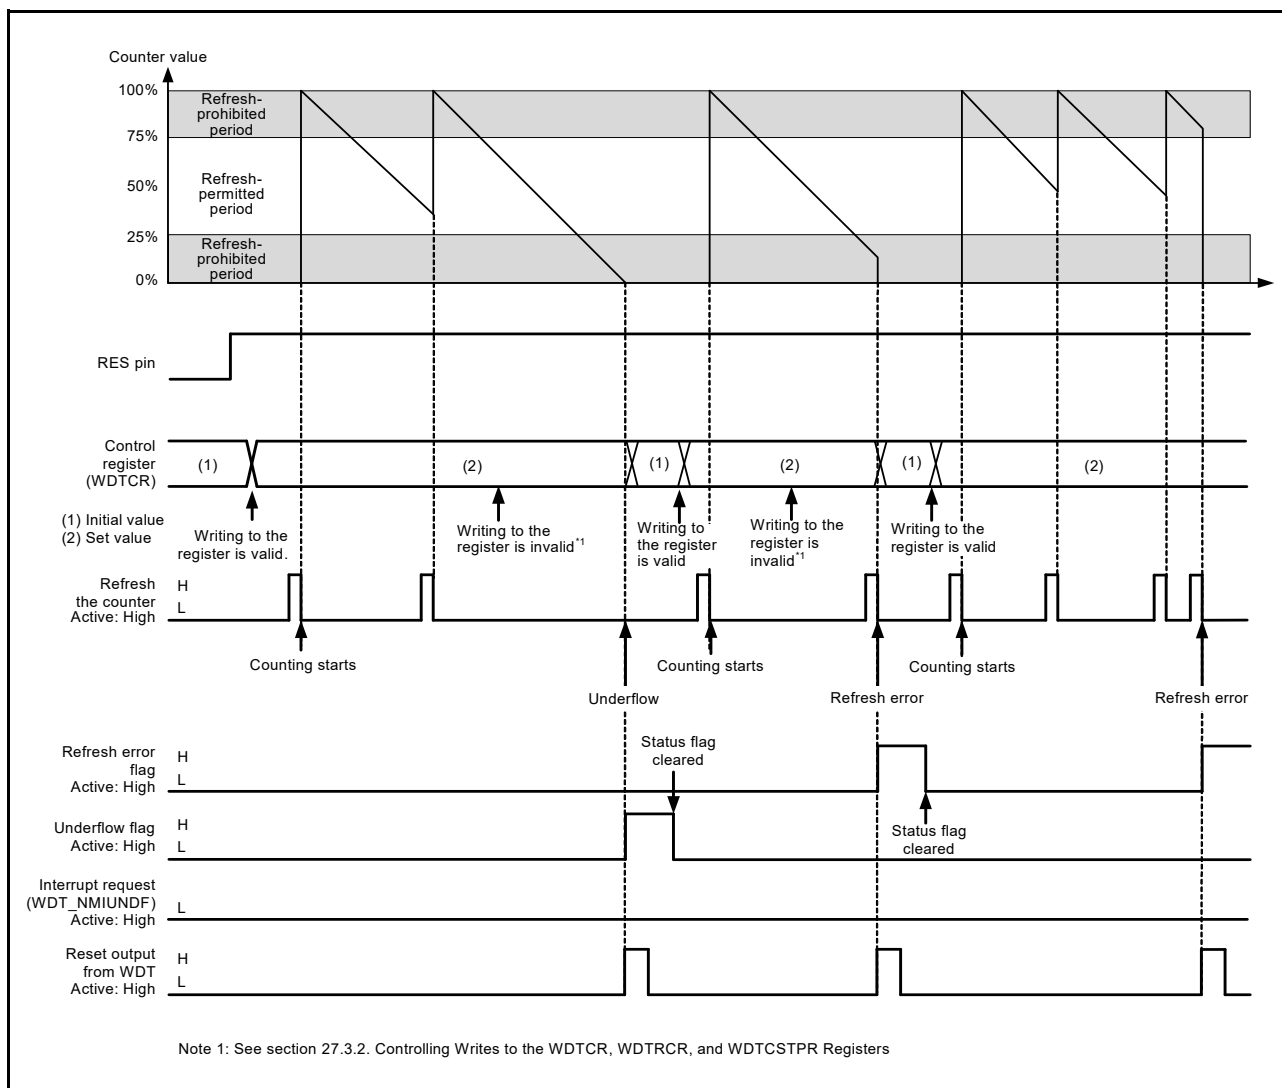 Counter value
100%
Refresh-
prohibited
period
75%
Refresh-
permitted
period
50%
25%
Refresh-
prohibited
period
0%
RES pin
Control
register
(WDTCR)
(1)
(2)
(1)
(2)
(1)
(2)
(1) Initial value
(2) Set value
Writing to the
register is valid.
Writing to the
register is invalid*1
Writing to
the register
is valid
Writing to the
register is
invalid*1
Writing to the
register is valid
Refresh
the counter
Active: High
H
L
Counting starts
Counting starts
Counting starts
Underflow
Refresh error
Refresh error
Refresh error
flag
Active: High
H
L
Status flag
cleared
Underflow flag
Active: High
H
L
Status flag
cleared
Interrupt request
(WDT_NMIUNDF)
Active: High
L
Reset output
from WDT
Active: High
H
L
Note 1: See section 27.3.2. Controlling Writes to the WDTCR, WDTRCR, and WDTCSTPR Registers